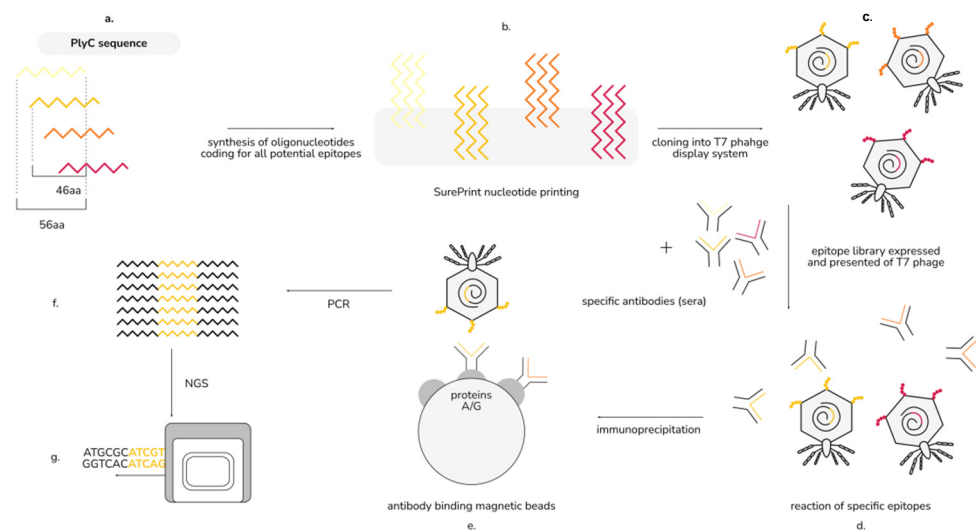 a.
PlyC sequence
46aa
56aa
synthesis of oligonucleotides
coding for all potential epitopes
b.
SurePrint nucleotide printing
cloning into T7 phahge
display system
c.
epitope library expressed
and presented of T7 phage
+
specific antibodies (sera)
reaction of specific epitopes
d.
immunoprecipitation
proteins
A/G
antibody binding magnetic beads
e.
PCR
f.
NGS
g.
ATGCGCATCGT
GGTCACATCAG